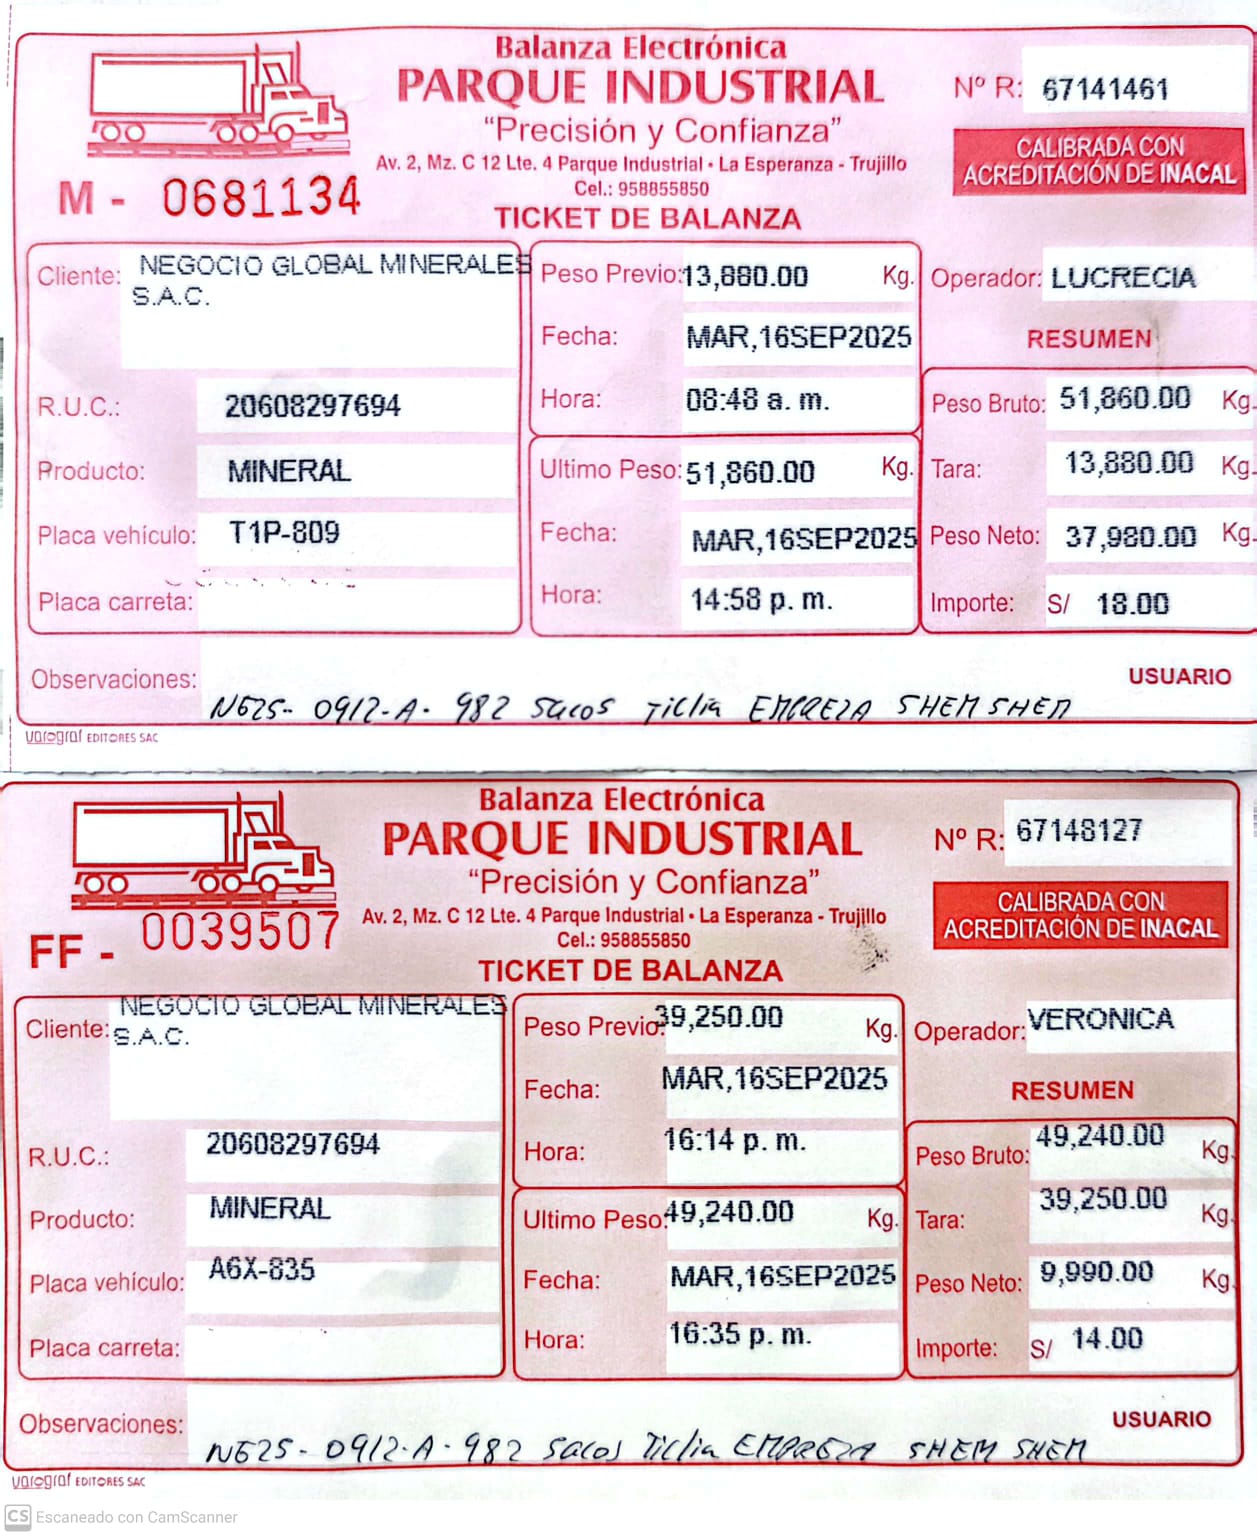 Balanza Electrónica
PARQUE INDUSTRIAL
"Precisión y Confianza"
Av. 2, Mz. C 12 Lte. 4 Parque Industrial • La Esperanza - Trujillo
Cel.: 958855850
TICKET DE BALANZA
M - 0681134
Nº R: 67141461
CALIBRADA CON
ACREDITACIÓN DE INACAL
Cliente: NEGOCIO GLOBAL MINERALES
S.A.C.
R.U.C.: 20608297694
Producto: MINERAL
Placa vehículo: T1P-809
Placa carreta:
Peso Previo: 13,880.00 Kg.
Fecha: MAR,16SEP2025
Hora: 08:48 a. m.
Ultimo Peso: 51,860.00 Kg.
Fecha: MAR,16SEP2025
Hora: 14:58 p. m.
Operador: LUCRECIA
RESUMEN
Peso Bruto: 51,860.00 Kg.
Tara: 13,880.00 Kg.
Peso Neto: 37,980.00 Kg.
Importe: S/ 18.00
Observaciones: NG25- 0912-A- 982 Sacos Ticlia EMPREZA SHEM SHEM
USUARIO
varograf EDITORES SAC
Balanza Electrónica
PARQUE INDUSTRIAL
"Precisión y Confianza"
Av. 2, Mz. C 12 Lte. 4 Parque Industrial • La Esperanza - Trujillo
Cel.: 958855850
TICKET DE BALANZA
FF - 0039507
Nº R: 67148127
CALIBRADA CON
ACREDITACIÓN DE INACAL
Cliente: NEGOCIO GLOBAL MINERALES
S.A.C.
R.U.C.: 20608297694
Producto: MINERAL
Placa vehículo: A6X-835
Placa carreta:
Peso Previo: 39,250.00 Kg.
Fecha: MAR,16SEP2025
Hora: 16:14 p. m.
Ultimo Peso: 49,240.00 Kg.
Fecha: MAR,16SEP2025
Hora: 16:35 p. m.
Operador: VERONICA
RESUMEN
Peso Bruto: 49,240.00 Kg.
Tara: 39,250.00 Kg.
Peso Neto: 9,990.00 Kg.
Importe: S/ 14.00
Observaciones: NG25- 0912-A- 982 Sacos Ticlia EMPREZA SHEM SHEM
USUARIO
varograf EDITORES SAC
CS Escaneado con CamScanner